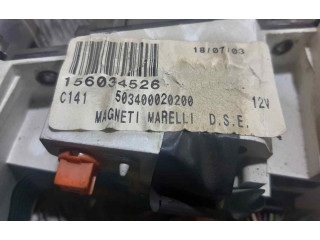 18/07/03
156034526
C141 503400020200 12V
MAGNETI MARELLI D.S.E.